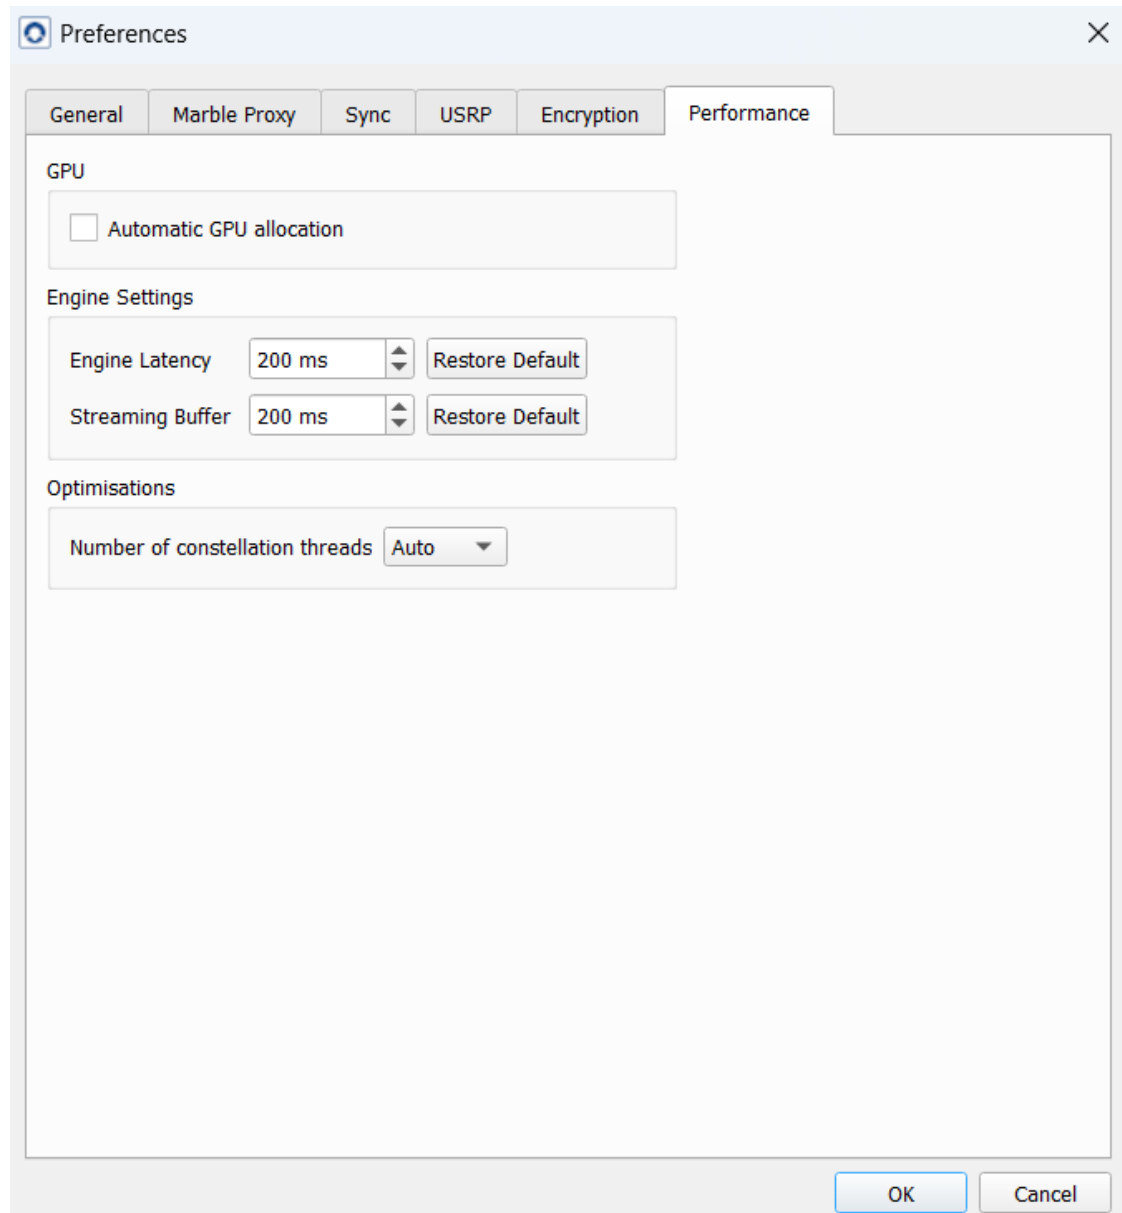 Preferences
General Marble Proxy Sync USRP Encryption Performance
GPU
Automatic GPU allocation
Engine Settings
Engine Latency 200 ms Restore Default
Streaming Buffer 200 ms Restore Default
Optimisations
Number of constellation threads Auto
OK Cancel